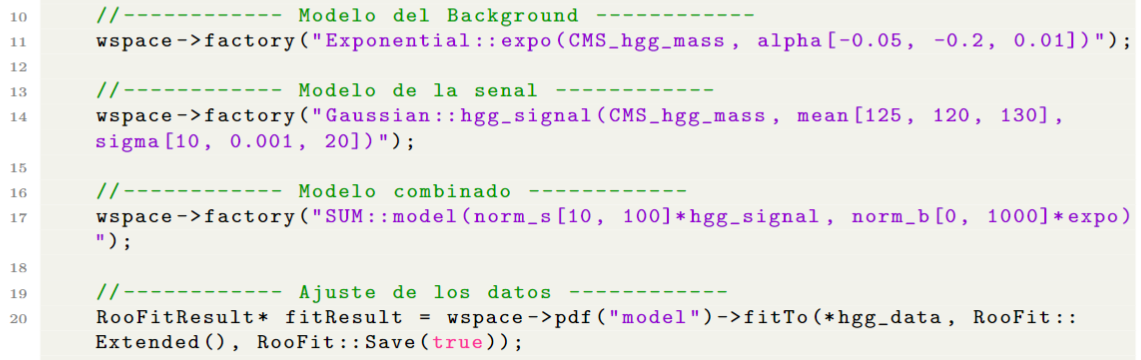 10 //------------ Modelo del Background ------------
11 wspace->factory("Exponential::expo(CMS_hgg_mass, alpha[-0.05, -0.2, 0.01])");
12
13 //------------ Modelo de la senal ------------
14 wspace->factory("Gaussian::hgg_signal(CMS_hgg_mass, mean[125, 120, 130],
sigma[10, 0.001, 20])");
15
16 //------------ Modelo combinado ------------
17 wspace->factory("SUM::model(norm_s[10, 100]*hgg_signal, norm_b[0, 1000]*expo)
");
18
19 //------------ Ajuste de los datos ------------
20 RooFitResult* fitResult = wspace->pdf("model")->fitTo(*hgg_data, RooFit::
Extended(), RooFit::Save(true));